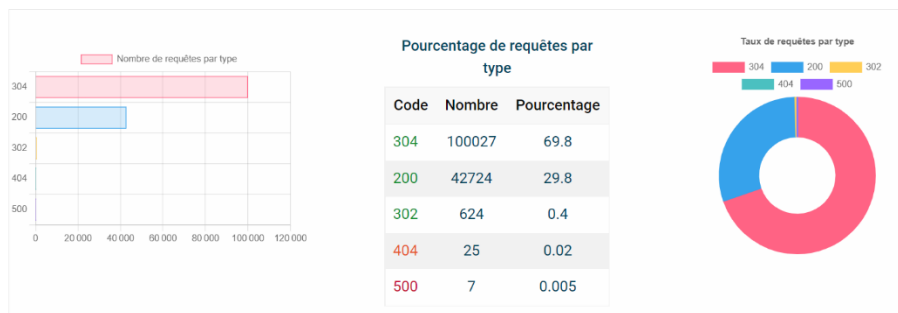 Nombre de requêtes par type
304
200
302
404
500
0 20 000 40 000 60 000 80 000 100 000 120 000
Pourcentage de requêtes par
type
Code Nombre Pourcentage
304 100027 69.8
200 42724 29.8
302 624 0.4
404 25 0.02
500 7 0.005
Taux de requêtes par type
304 200 302
404 500